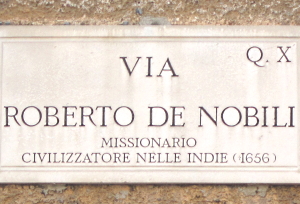 Q. X
VIA
ROBERTO DE NOBILI
MISSIONARIO
CIVILIZZATORE NELLE INDIE (1656)